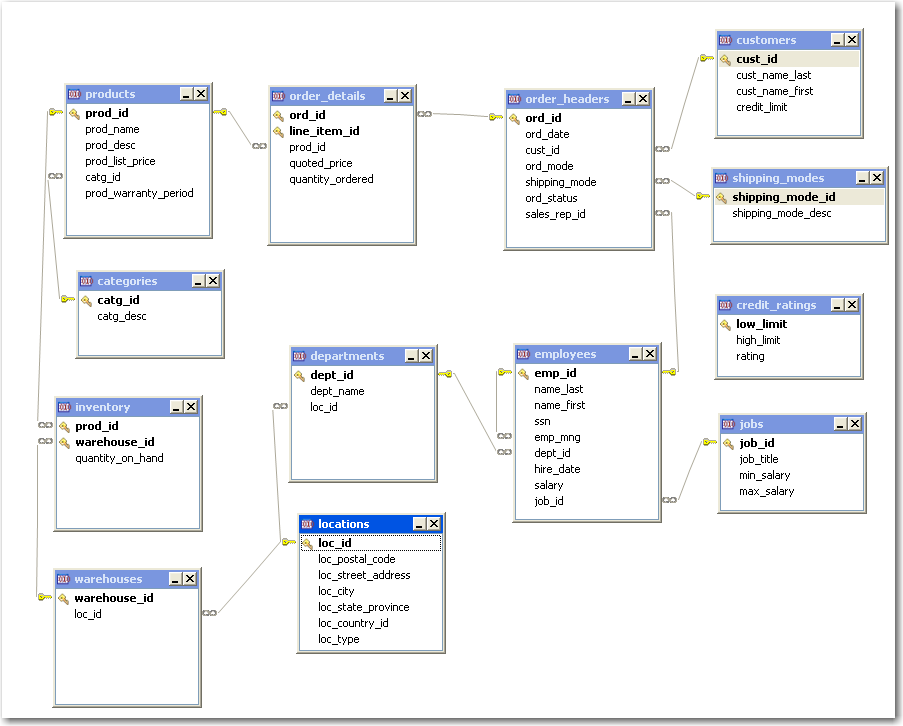 customers
cust_id
cust_name_last
cust_name_first
credit_limit
products
prod_id
prod_name
prod_desc
prod_list_price
catg_id
prod_warranty_period
order_details
ord_id
line_item_id
prod_id
quoted_price
quantity_ordered
order_headers
ord_id
ord_date
cust_id
ord_mode
shipping_mode
ord_status
sales_rep_id
shipping_modes
shipping_mode_id
shipping_mode_desc
categories
catg_id
catg_desc
credit_ratings
low_limit
high_limit
rating
departments
dept_id
dept_name
loc_id
employees
emp_id
name_last
name_first
ssn
emp_mng
dept_id
hire_date
salary
job_id
inventory
prod_id
warehouse_id
quantity_on_hand
jobs
job_id
job_title
min_salary
max_salary
locations
loc_id
loc_postal_code
loc_street_address
loc_city
loc_state_province
loc_country_id
loc_type
warehouses
warehouse_id
loc_id